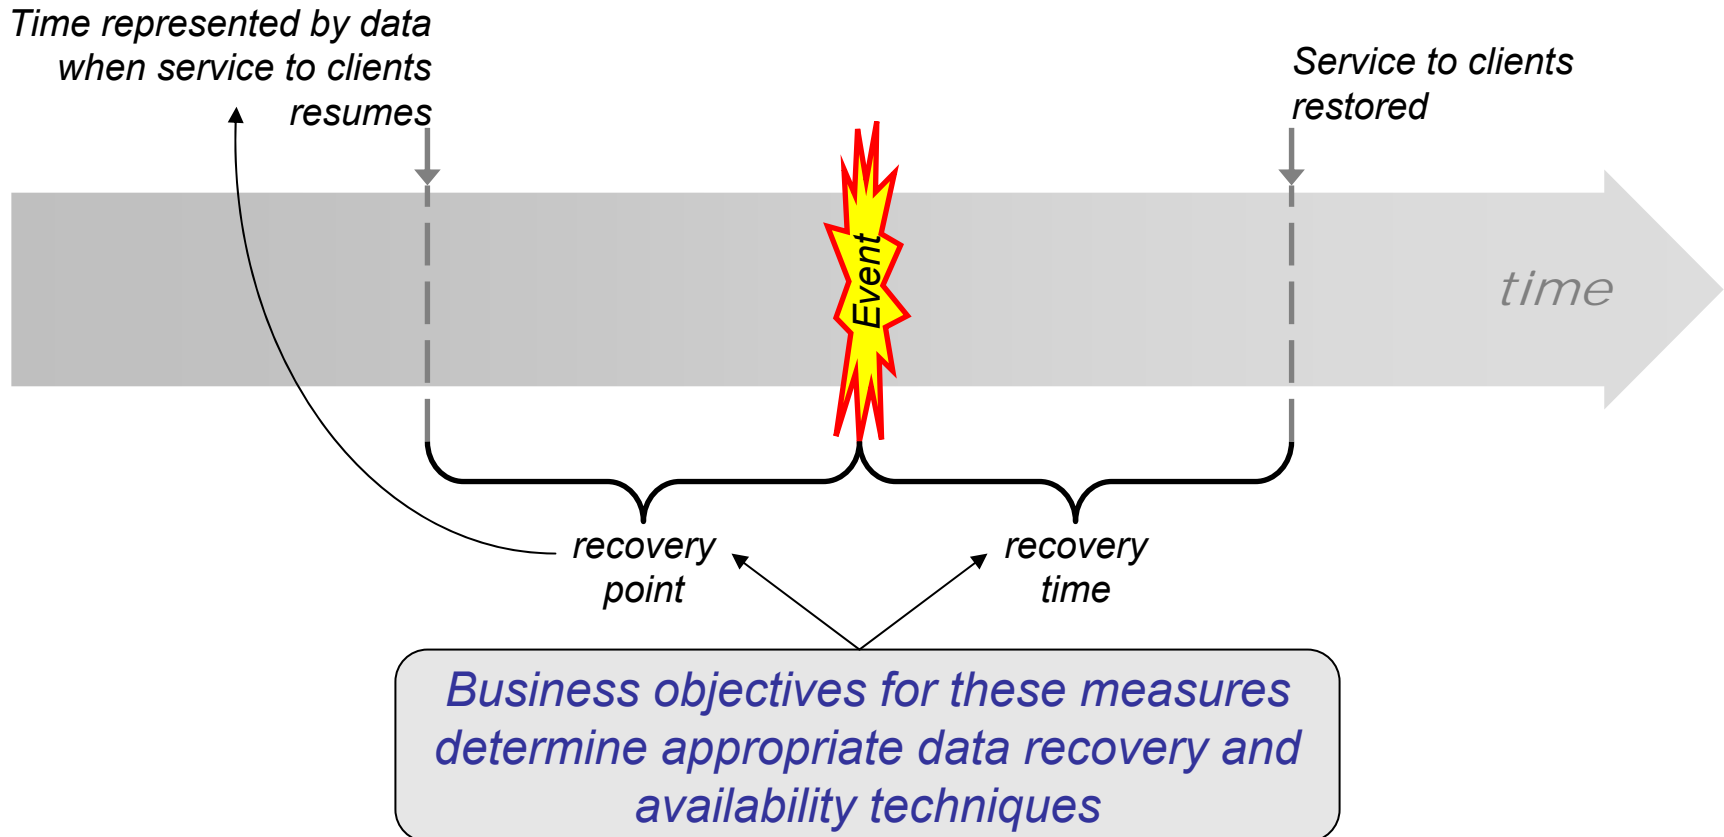 Time represented by data
when service to clients
resumes
Service to clients
restored
Event
time
recovery
point
recovery
time
Business objectives for these measures
determine appropriate data recovery and
availability techniques